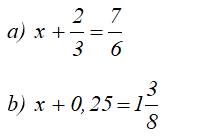 a) x + 2/3 = 7/6
b) x + 0,25 = 1 3/8